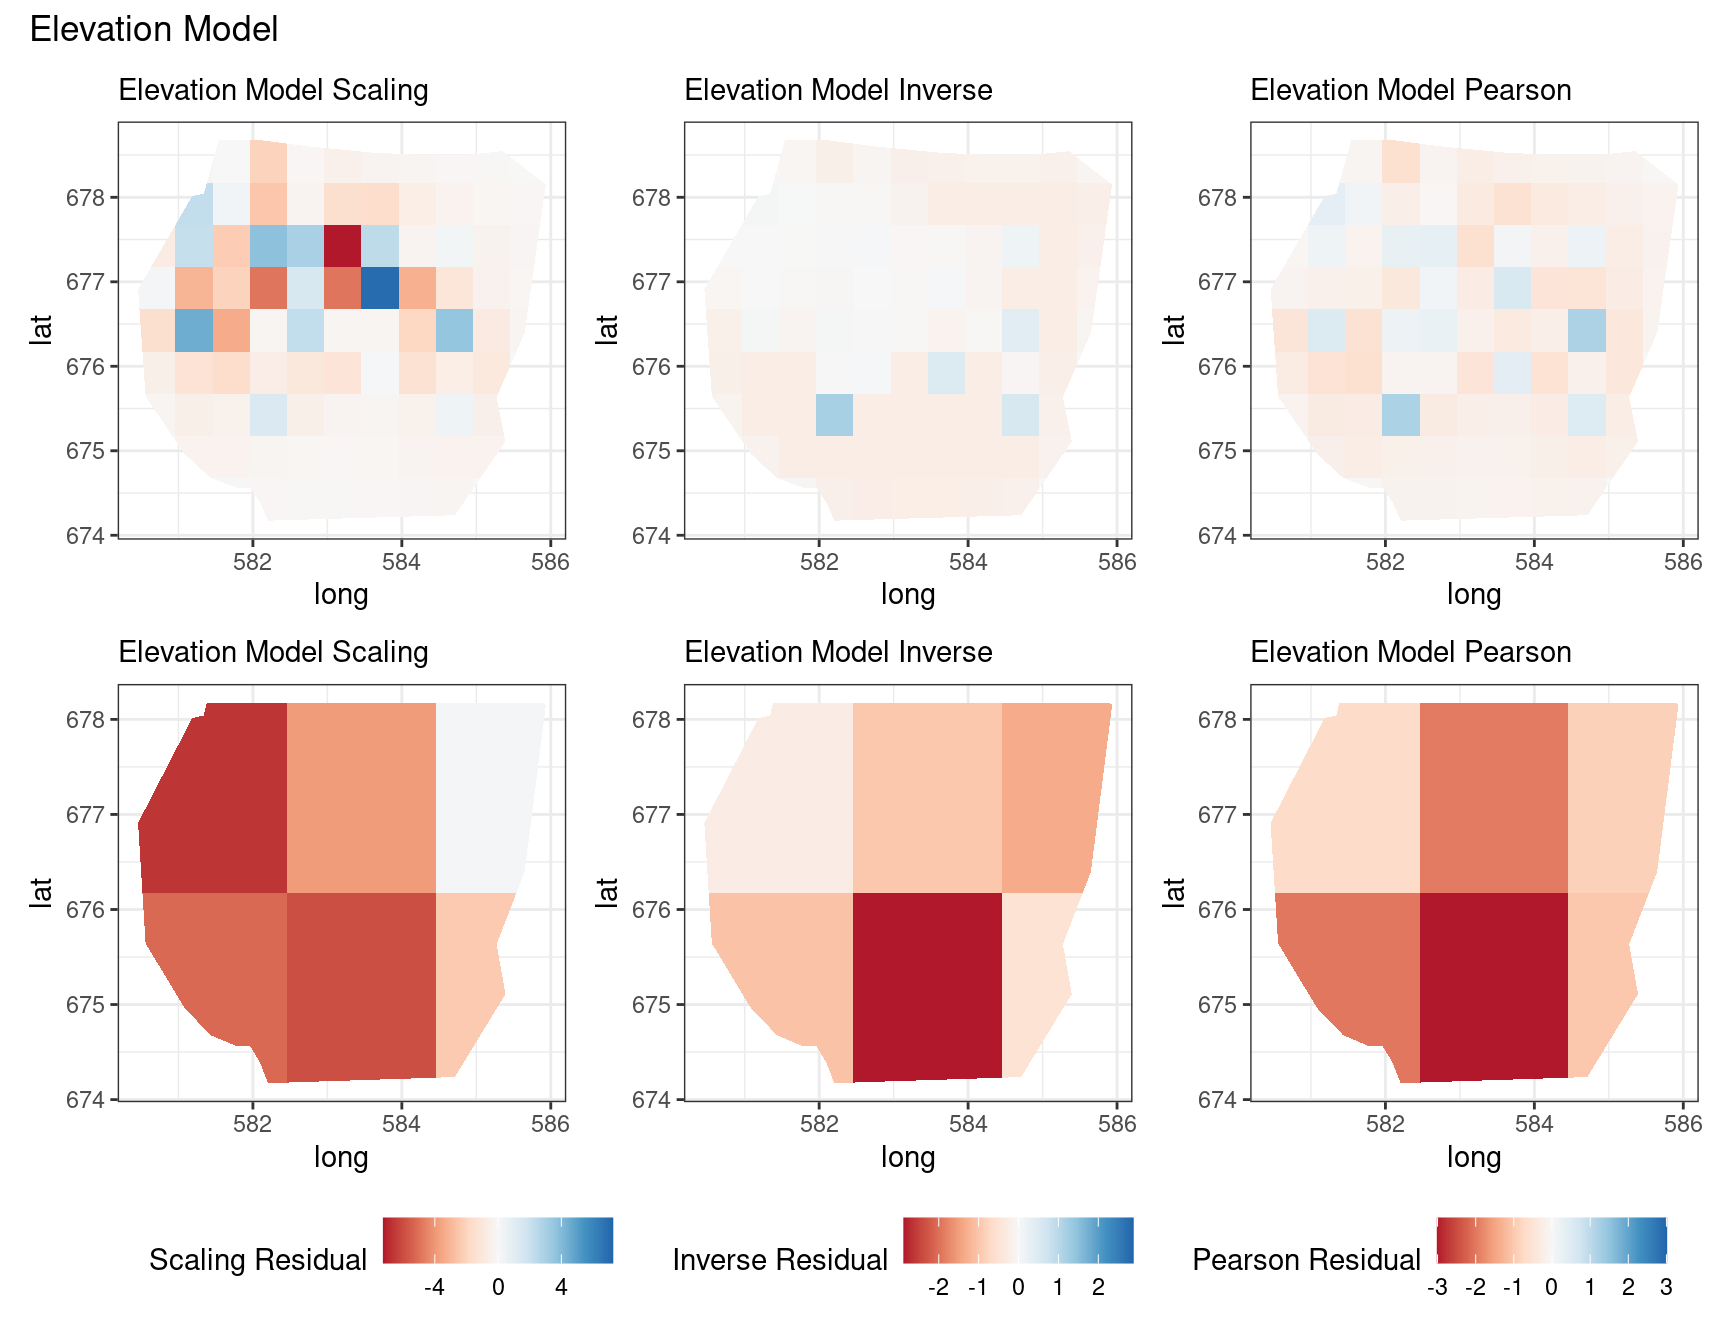 Elevation Model
Elevation Model Scaling
Elevation Model Inverse
Elevation Model Pearson
lat
678
677
676
675
674
582
584
586
long
lat
678
677
676
675
674
582
584
586
long
lat
678
677
676
675
674
582
584
586
long
Elevation Model Scaling
Elevation Model Inverse
Elevation Model Pearson
lat
678
677
676
675
674
582
584
586
long
lat
678
677
676
675
674
582
584
586
long
lat
678
677
676
675
674
582
584
586
long
Scaling Residual
-4 0 4
Inverse Residual
-2 -1 0 1 2
Pearson Residual
-3 -2 -1 0 1 2 3